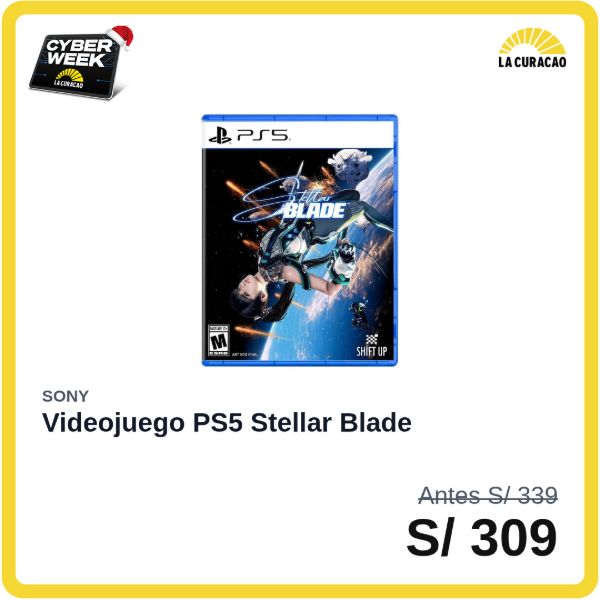 CYBER
WEEK
LA CURACAO
LA CURACAO
PS5
Stellar
BLADE
M
ESRB
SHIFT UP
SONY
Videojuego PS5 Stellar Blade
Antes S/ 339
S/ 309